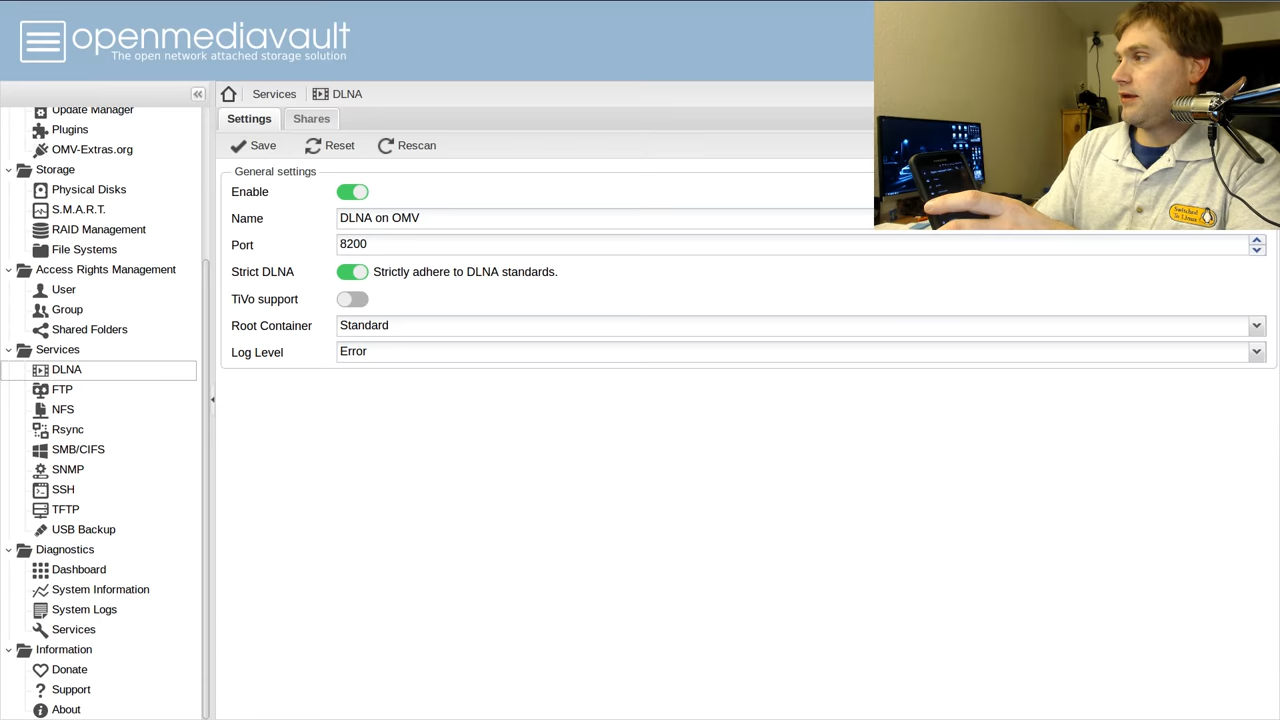 openmediavault
The open network attached storage solution
Services
DLNA
Update Manager
Plugins
OMV-Extras.org
Storage
Physical Disks
S.M.A.R.T.
RAID Management
File Systems
Access Rights Management
User
Group
Shared Folders
Services
DLNA
FTP
NFS
Rsync
SMB/CIFS
SNMP
SSH
TFTP
USB Backup
Diagnostics
Dashboard
System Information
System Logs
Services
Information
Donate
Support
About
Settings
Shares
Save
Reset
Rescan
General settings
Enable
Name
DLNA on OMV
Port
8200
Strict DLNA
Strictly adhere to DLNA standards.
TiVo support
Root Container
Standard
Log Level
Error
Switched
To Linux